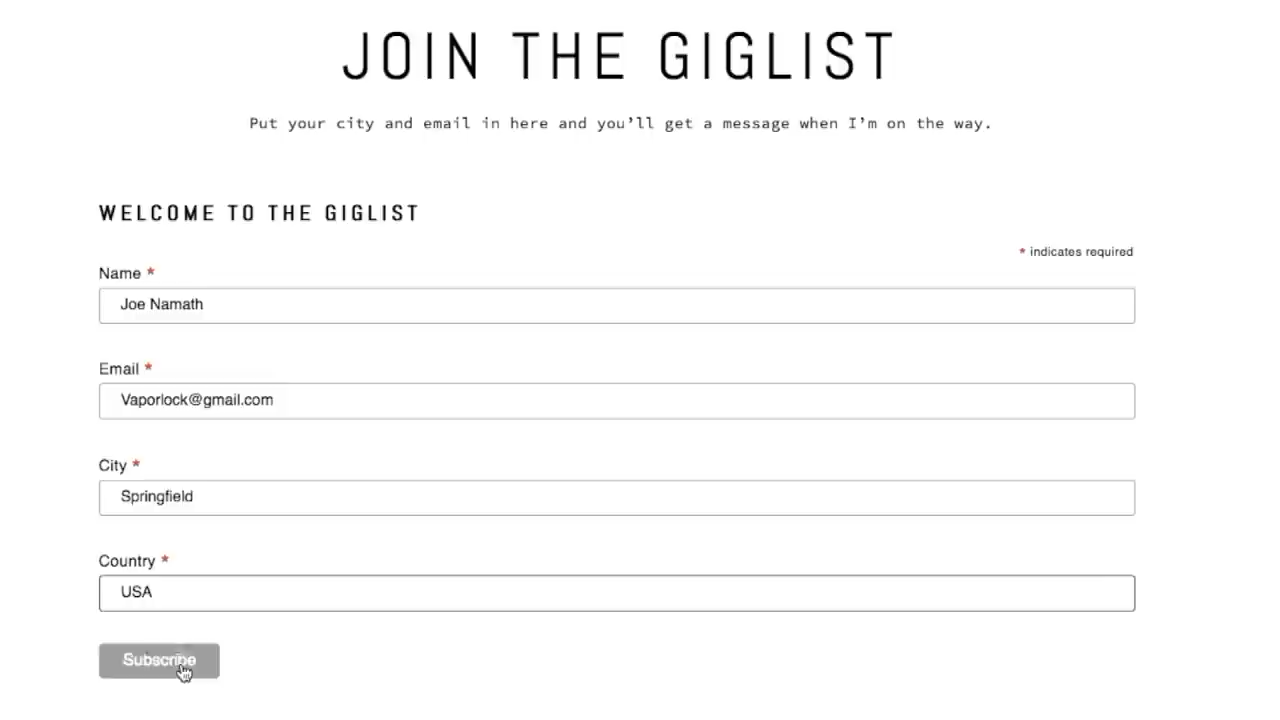 JOIN THE GIGLIST
Put your city and email in here and you’ll get a message when I’m on the way.
WELCOME TO THE GIGLIST
* indicates required
Name *
Joe Namath
Email *
Vaporlock@gmail.com
City *
Springfield
Country *
USA
Subscribe